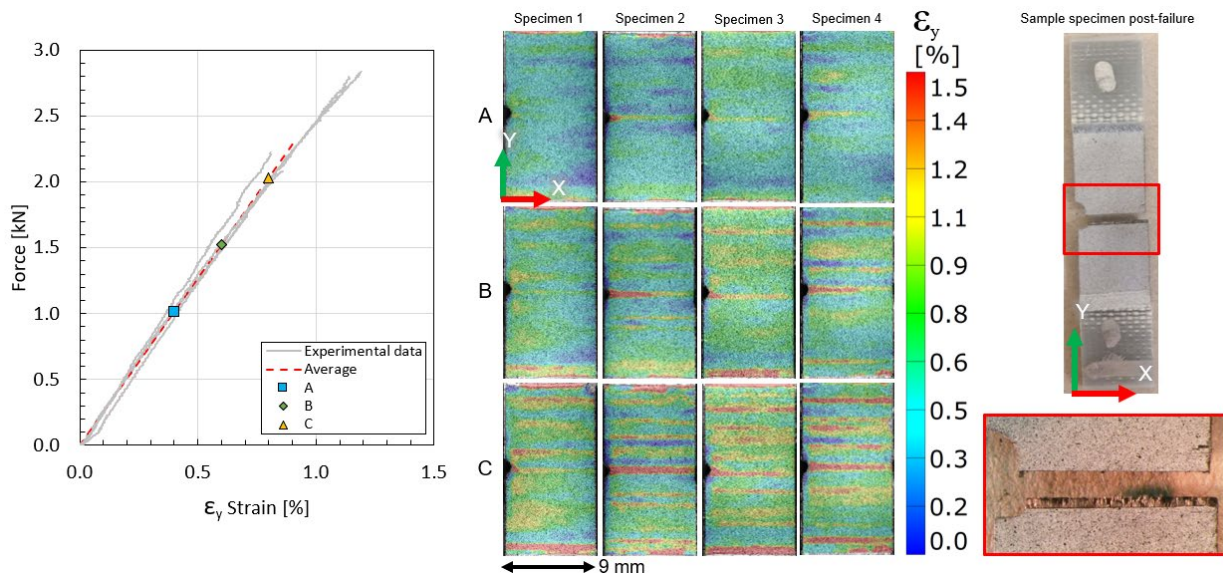 Specimen 1
Specimen 2
Specimen 3
Specimen 4
Ɛy
[%]
Sample specimen post-failure
3.0
2.5
2.0
1.5
1.0
0.5
0.0
Force [kN]
0.0
0.5
1.0
1.5
Ɛy Strain [%]
Experimental data
Average
A
B
C
A
B
C
Y
X
9 mm
1.5
1.4
1.2
1.1
0.9
0.8
0.6
0.5
0.3
0.2
0.0
Y
X